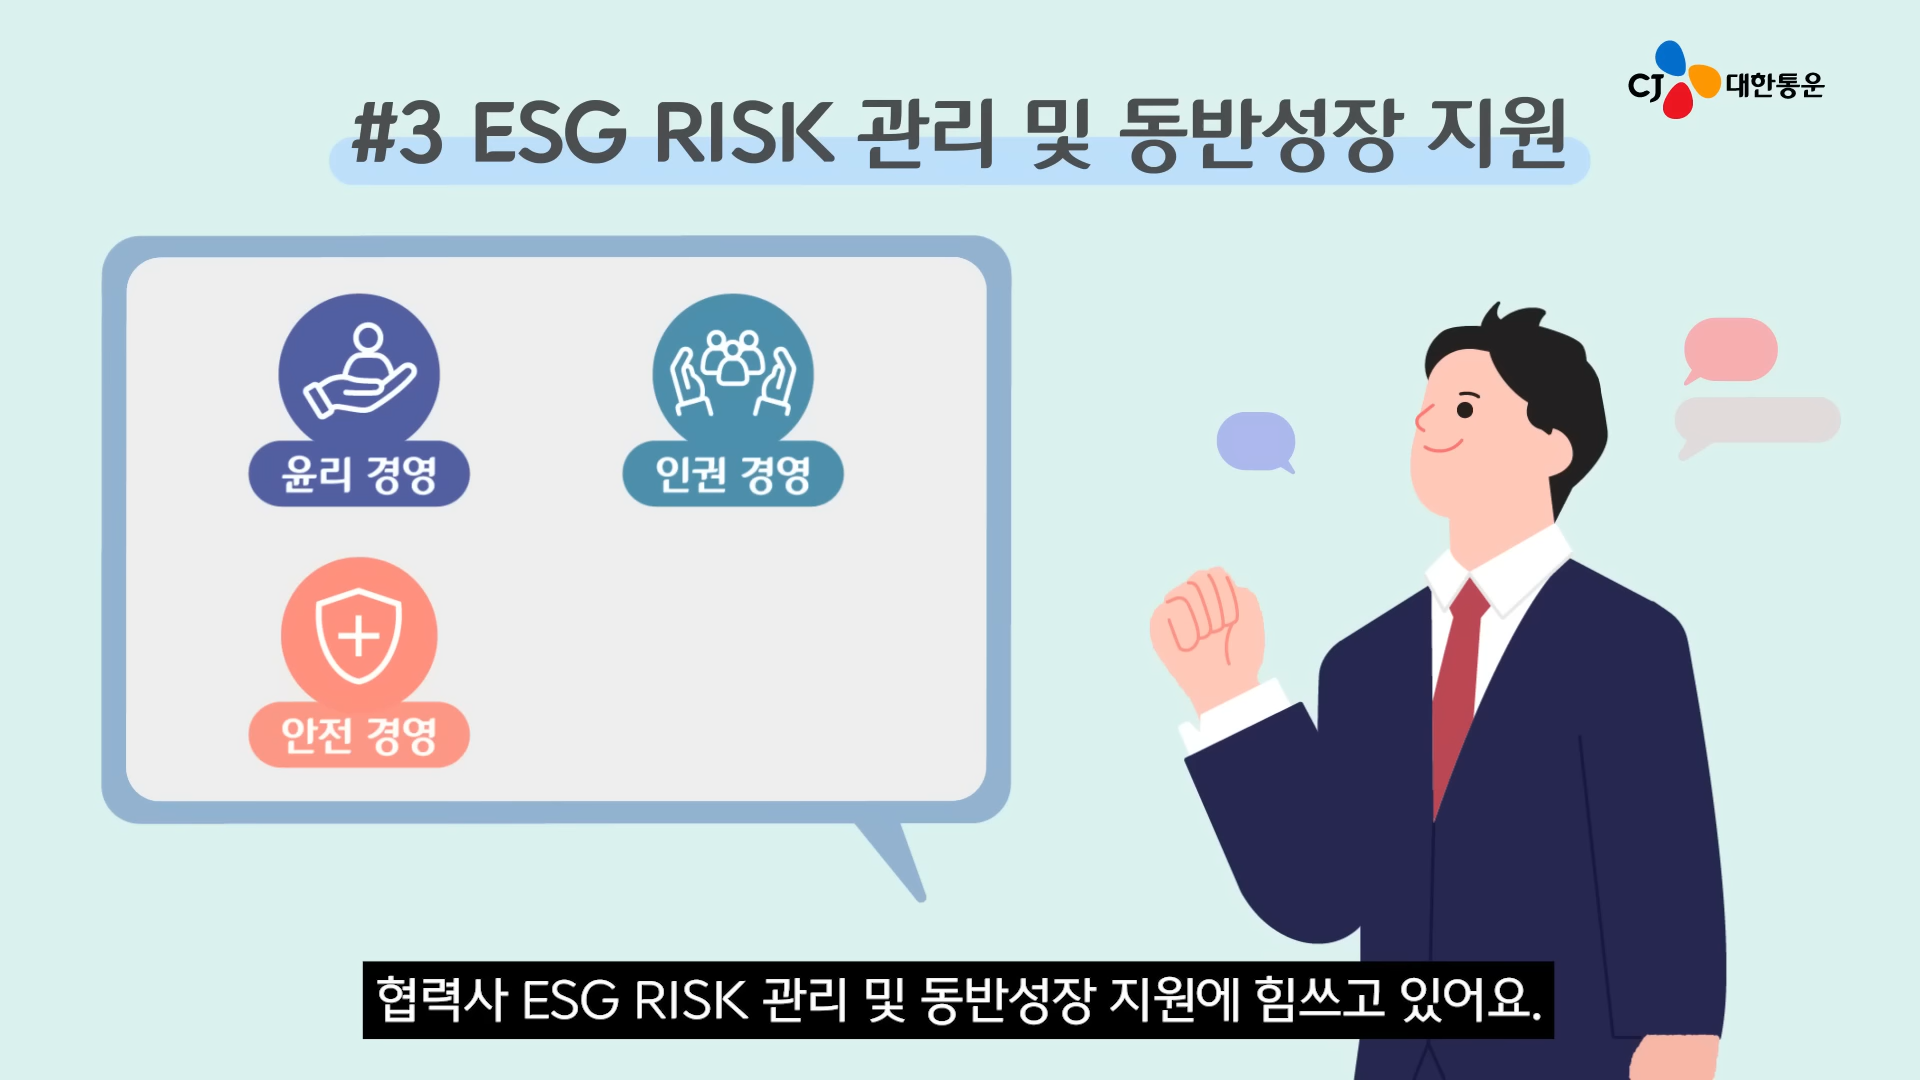 CJ 대한통운
#3 ESG RISK 관리 및 동반성장 지원
윤리 경영
인권 경영
안전 경영
협력사 ESG RISK 관리 및 동반성장 지원에 힘쓰고 있어요.